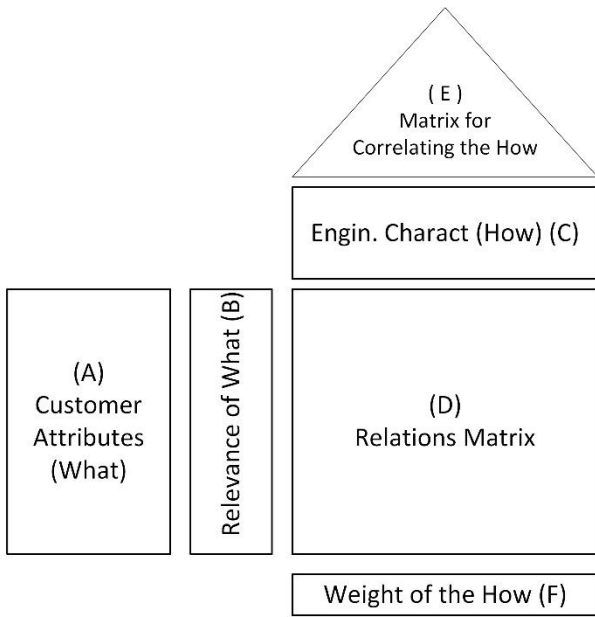 ( E )
Matrix for
Correlating the How
Engin. Charact (How) (C)
(A)
Customer
Attributes
(What)
Relevance of What (B)
(D)
Relations Matrix
Weight of the How (F)